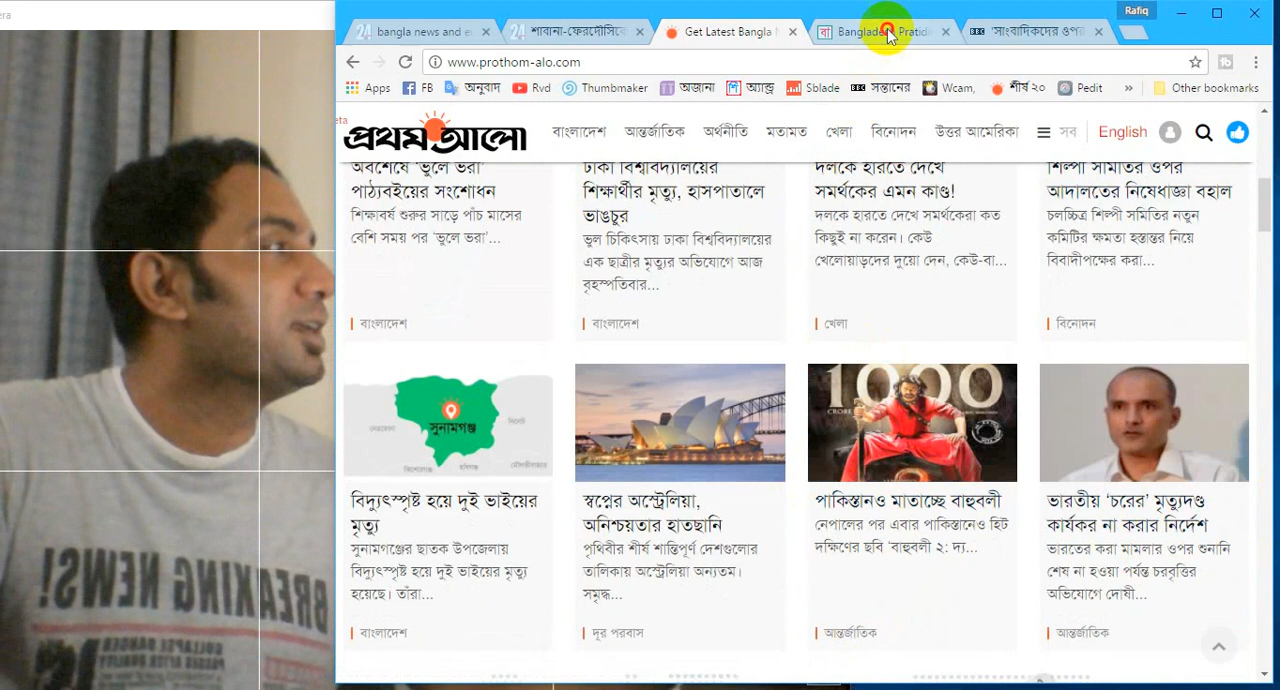 Rafiq
bangla news and e
শাবানা-ফেরদৌসিকে
Get Latest Bangla
Banglade Pratid
'সাংবাদিকদের ওপর
www.prothom-alo.com
Apps FB অনুবাদ Rvd Thumbmaker অজানা অ্যান্ড্র Sblade সন্তানের Wcam, শীর্ষ ২০ Pedit » Other bookmarks
প্রথম আলো
বাংলাদেশ আন্তর্জাতিক অর্থনীতি মতামত খেলা বিনোদন উত্তর আমেরিকা সব English
অবশেষে 'ভুলে ভরা'
পাঠ্যবইয়ের সংশোধন
শিক্ষাবর্ষ শুরুর সাড়ে পাঁচ মাসের
বেশি সময় পর 'ভুলে ভরা'...
বাংলাদেশ
ঢাকা বিশ্ববিদ্যালয়ের
শিক্ষার্থীর মৃত্যু, হাসপাতালে
ভাঙচুর
ভুল চিকিৎসায় ঢাকা বিশ্ববিদ্যালয়ের
এক ছাত্রীর মৃত্যুর অভিযোগে আজ
বৃহস্পতিবার...
বাংলাদেশ
দলকে হারতে দেখে
সমর্থকের এমন কাণ্ড!
দলকে হারতে দেখে সমর্থকেরা কত
কিছুই না করেন। কেউ
খেলোয়াড়দের দুয়ো দেন, কেউ-বা...
খেলা
শিল্পী সমিতির ওপর
আদালতের নিষেধাজ্ঞা বহাল
চলচ্চিত্র শিল্পী সমিতির নতুন
কমিটির ক্ষমতা হস্তান্তর নিয়ে
বিবাদীপক্ষের করা...
বিনোদন
সুনামগঞ্জ
1000
CRORE
বিদ্যুৎস্পৃষ্ট হয়ে দুই ভাইয়ের
মৃত্যু
সুনামগঞ্জের ছাতক উপজেলায়
বিদ্যুৎস্পৃষ্ট হয়ে দুই ভাইয়ের মৃত্যু
হয়েছে। তাঁরা...
বাংলাদেশ
স্বপ্নের অস্ট্রেলিয়া,
অনিশ্চয়তার হাতছানি
পৃথিবীর শীর্ষ শান্তিপূর্ণ দেশগুলোর
তালিকায় অস্ট্রেলিয়া অন্যতম।
সমৃদ্ধ...
দূর পরবাস
পাকিস্তানও মাতাচ্ছে বাহুবলী
নেপালের পর এবার পাকিস্তানেও হিট
দক্ষিণের ছবি 'বাহুবলী ২: দ্য...
আন্তর্জাতিক
ভারতীয় 'চরের' মৃত্যুদণ্ড
কার্যকর না করার নির্দেশ
ভারতের করা মামলার ওপর শুনানি
শেষ না হওয়া পর্যন্ত চরবৃত্তির
অভিযোগে দোষী...
আন্তর্জাতিক
BREAKING NEWS!